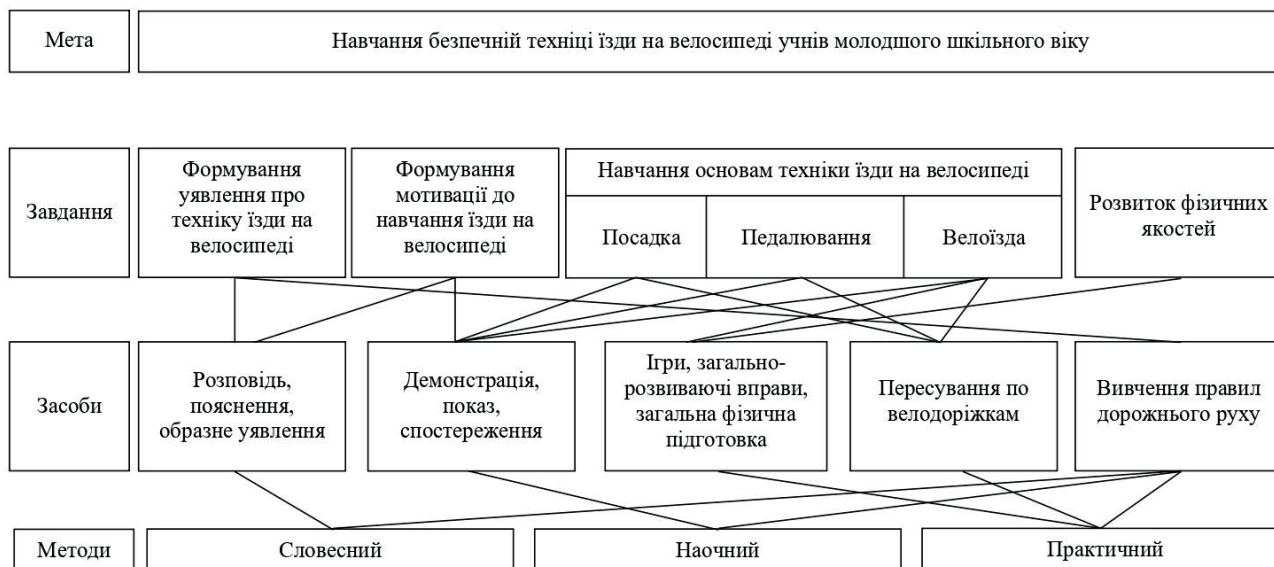 Мета
Навчання безпечній техніці їзди на велосипеді учнів молодшого шкільного віку
Завдання
Формування
уявлення про
техніку їзди на
велосипеді
Формування
мотивації до
навчання їзди на
велосипеді
Навчання основам техніки їзди на велосипеді
Посадка
Педалювання
Велоїзда
Розвиток фізичних
якостей
Засоби
Розповідь,
пояснення,
образне уявлення
Демонстрація,
показ,
спостереження
Ігри, загально-
розвиваючі вправи,
загальна фізична
підготовка
Пересування по
велодоріжкам
Вивчення правил
дорожнього руху
Методи
Словесний
Наочний
Практичний